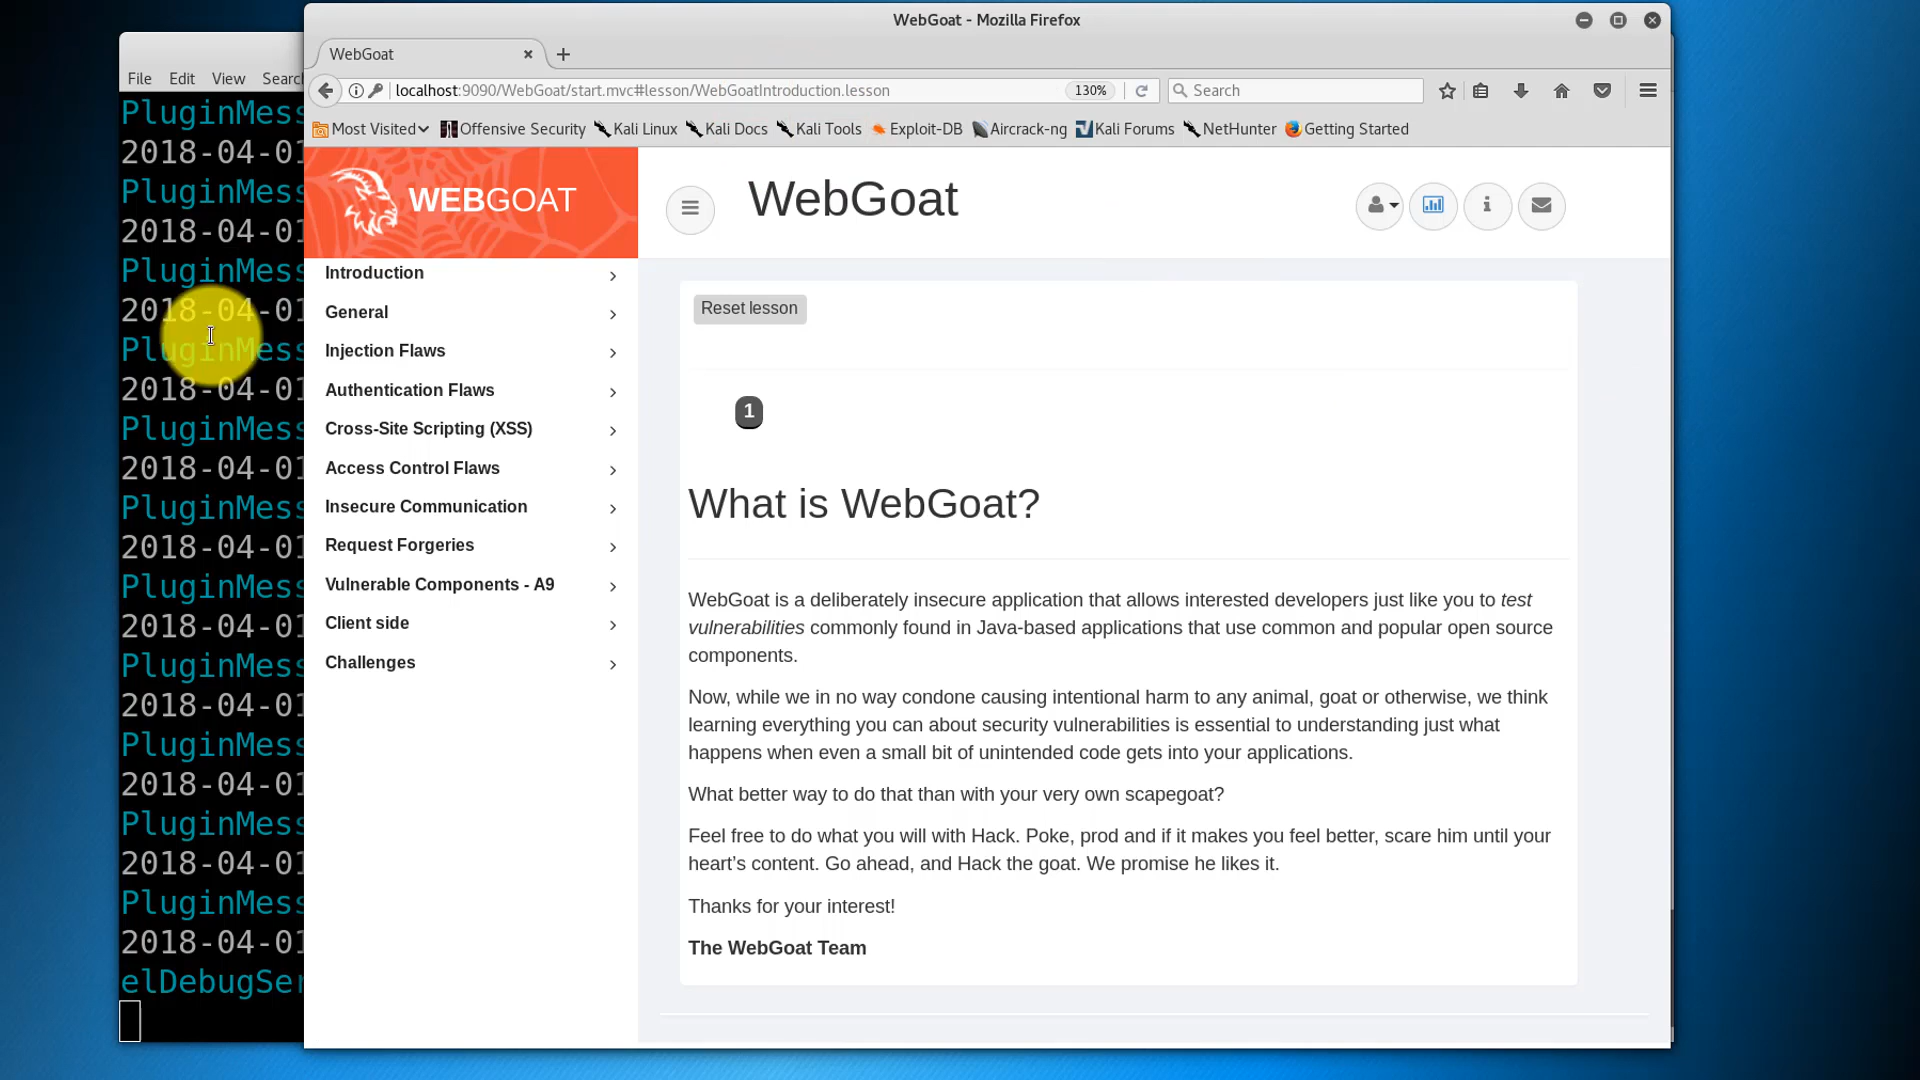 WebGoat - Mozilla Firefox
WebGoat
File Edit View Search
localhost:9090/WebGoat/start.mvc#lesson/WebGoatIntroduction.lesson
130%
Search
Most Visited
Offensive Security
Kali Linux
Kali Docs
Kali Tools
Exploit-DB
Aircrack-ng
Kali Forums
NetHunter
Getting Started
PluginMess
2018-04-01
PluginMess
2018-04-01
PluginMess
2018-04-01
PluginMess
2018-04-01
PluginMess
2018-04-01
PluginMess
2018-04-01
PluginMess
2018-04-01
PluginMess
2018-04-01
PluginMess
2018-04-01
PluginMess
2018-04-01
PluginMess
2018-04-01
elDebugSer
WEBGOAT
Introduction
General
Injection Flaws
Authentication Flaws
Cross-Site Scripting (XSS)
Access Control Flaws
Insecure Communication
Request Forgeries
Vulnerable Components - A9
Client side
Challenges
WebGoat
Reset lesson
1
What is WebGoat?
WebGoat is a deliberately insecure application that allows interested developers just like you to test
vulnerabilities commonly found in Java-based applications that use common and popular open source
components.
Now, while we in no way condone causing intentional harm to any animal, goat or otherwise, we think
learning everything you can about security vulnerabilities is essential to understanding just what
happens when even a small bit of unintended code gets into your applications.
What better way to do that than with your very own scapegoat?
Feel free to do what you will with Hack. Poke, prod and if it makes you feel better, scare him until your
heart’s content. Go ahead, and Hack the goat. We promise he likes it.
Thanks for your interest!
The WebGoat Team